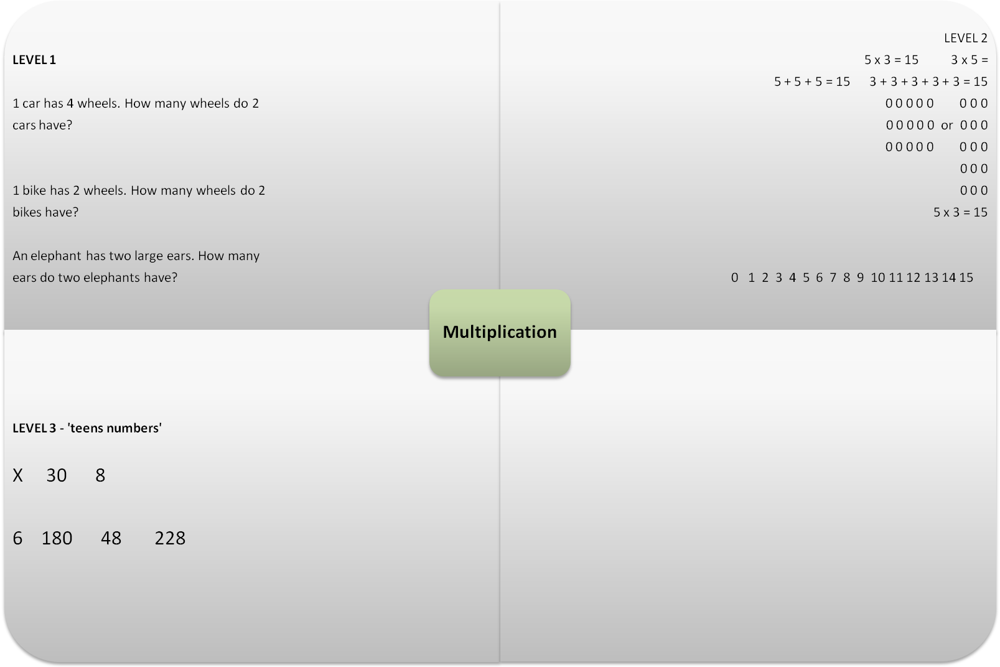 LEVEL 1
1 car has 4 wheels. How many wheels do 2
cars have?
1 bike has 2 wheels. How many wheels do 2
bikes have?
An elephant has two large ears. How many
ears do two elephants have?
LEVEL 2
5 x 3 = 15 3 x 5 =
5 + 5 + 5 = 15 3 + 3 + 3 + 3 + 3 = 15
0 0 0 0 0 0 0 0
0 0 0 0 0 or 0 0 0
0 0 0 0 0 0 0 0
0 0 0
0 0 0
5 x 3 = 15
0 1 2 3 4 5 6 7 8 9 10 11 12 13 14 15
Multiplication
LEVEL 3 - 'teens numbers'
X 30 8
6 180 48 228